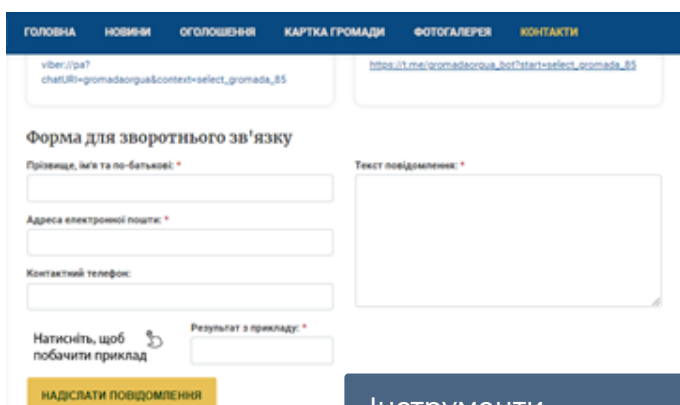 ГОЛОВНА НОВИНИ ОГОЛОШЕННЯ КАРТКА ГРОМАДИ ФОТОГАЛЕРЕЯ КОНТАКТИ
viber://pa?
chatURI=gromadaorgua&context=select_gromada_85
https://t.me/gromadaorgua_bot?start=select_gromada_85
Форма для зворотнього зв'язку
Прізвище, ім'я та по-батькові: *
Текст повідомлення: *
Адреса електронної пошти: *
Контактний телефон:
Натисніть, щоб
побачити приклад
Результат з прикладу: *
НАДІСЛАТИ ПОВІДОМЛЕННЯ
Інструменти